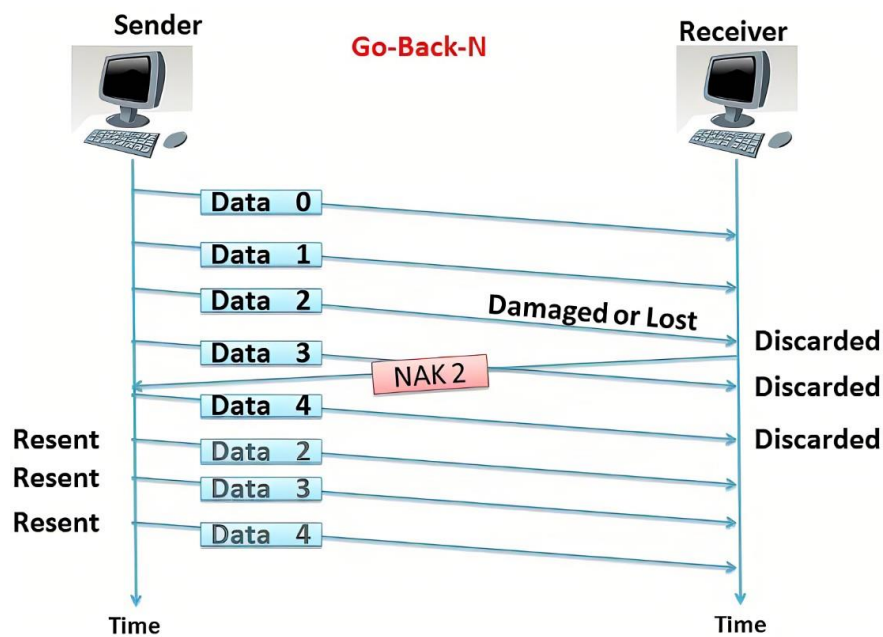 Sender
Go-Back-N
Receiver
Data 0
Data 1
Data 2
Damaged or Lost
Data 3
Discarded
NAK 2
Discarded
Data 4
Discarded
Resent
Data 2
Resent
Data 3
Resent
Data 4
Time
Time